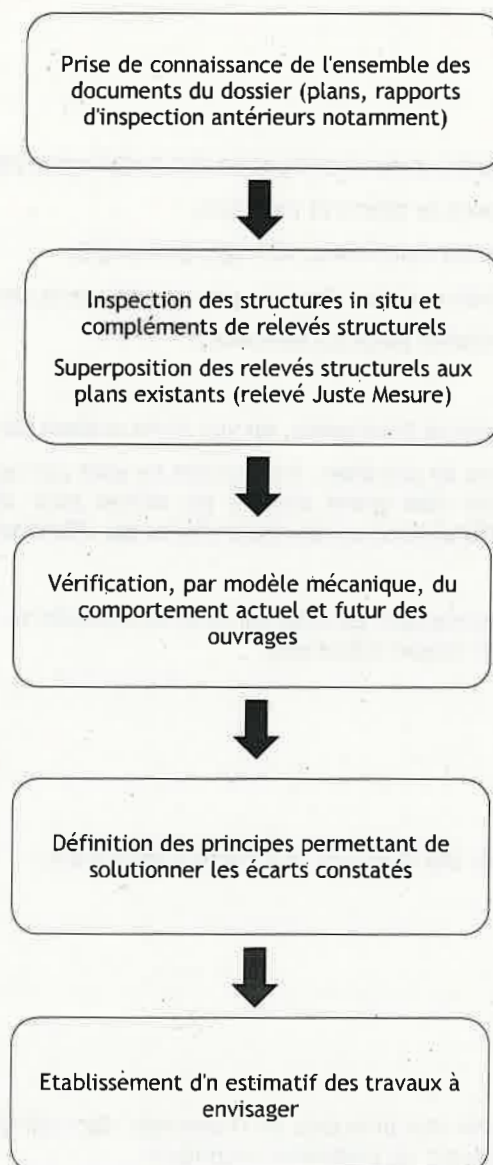 Prise de connaissance de l'ensemble des
documents du dossier (plans, rapports
d'inspection antérieurs notamment)
Inspection des structures in situ et
compléments de relevés structurels
Superposition des relevés structurels aux
plans existants (relevé Juste Mesure)
Vérification, par modèle mécanique, du
comportement actuel et futur des
ouvrages
Définition des principes permettant de
solutionner les écarts constatés
Etablissement d'n estimatif des travaux à
envisager